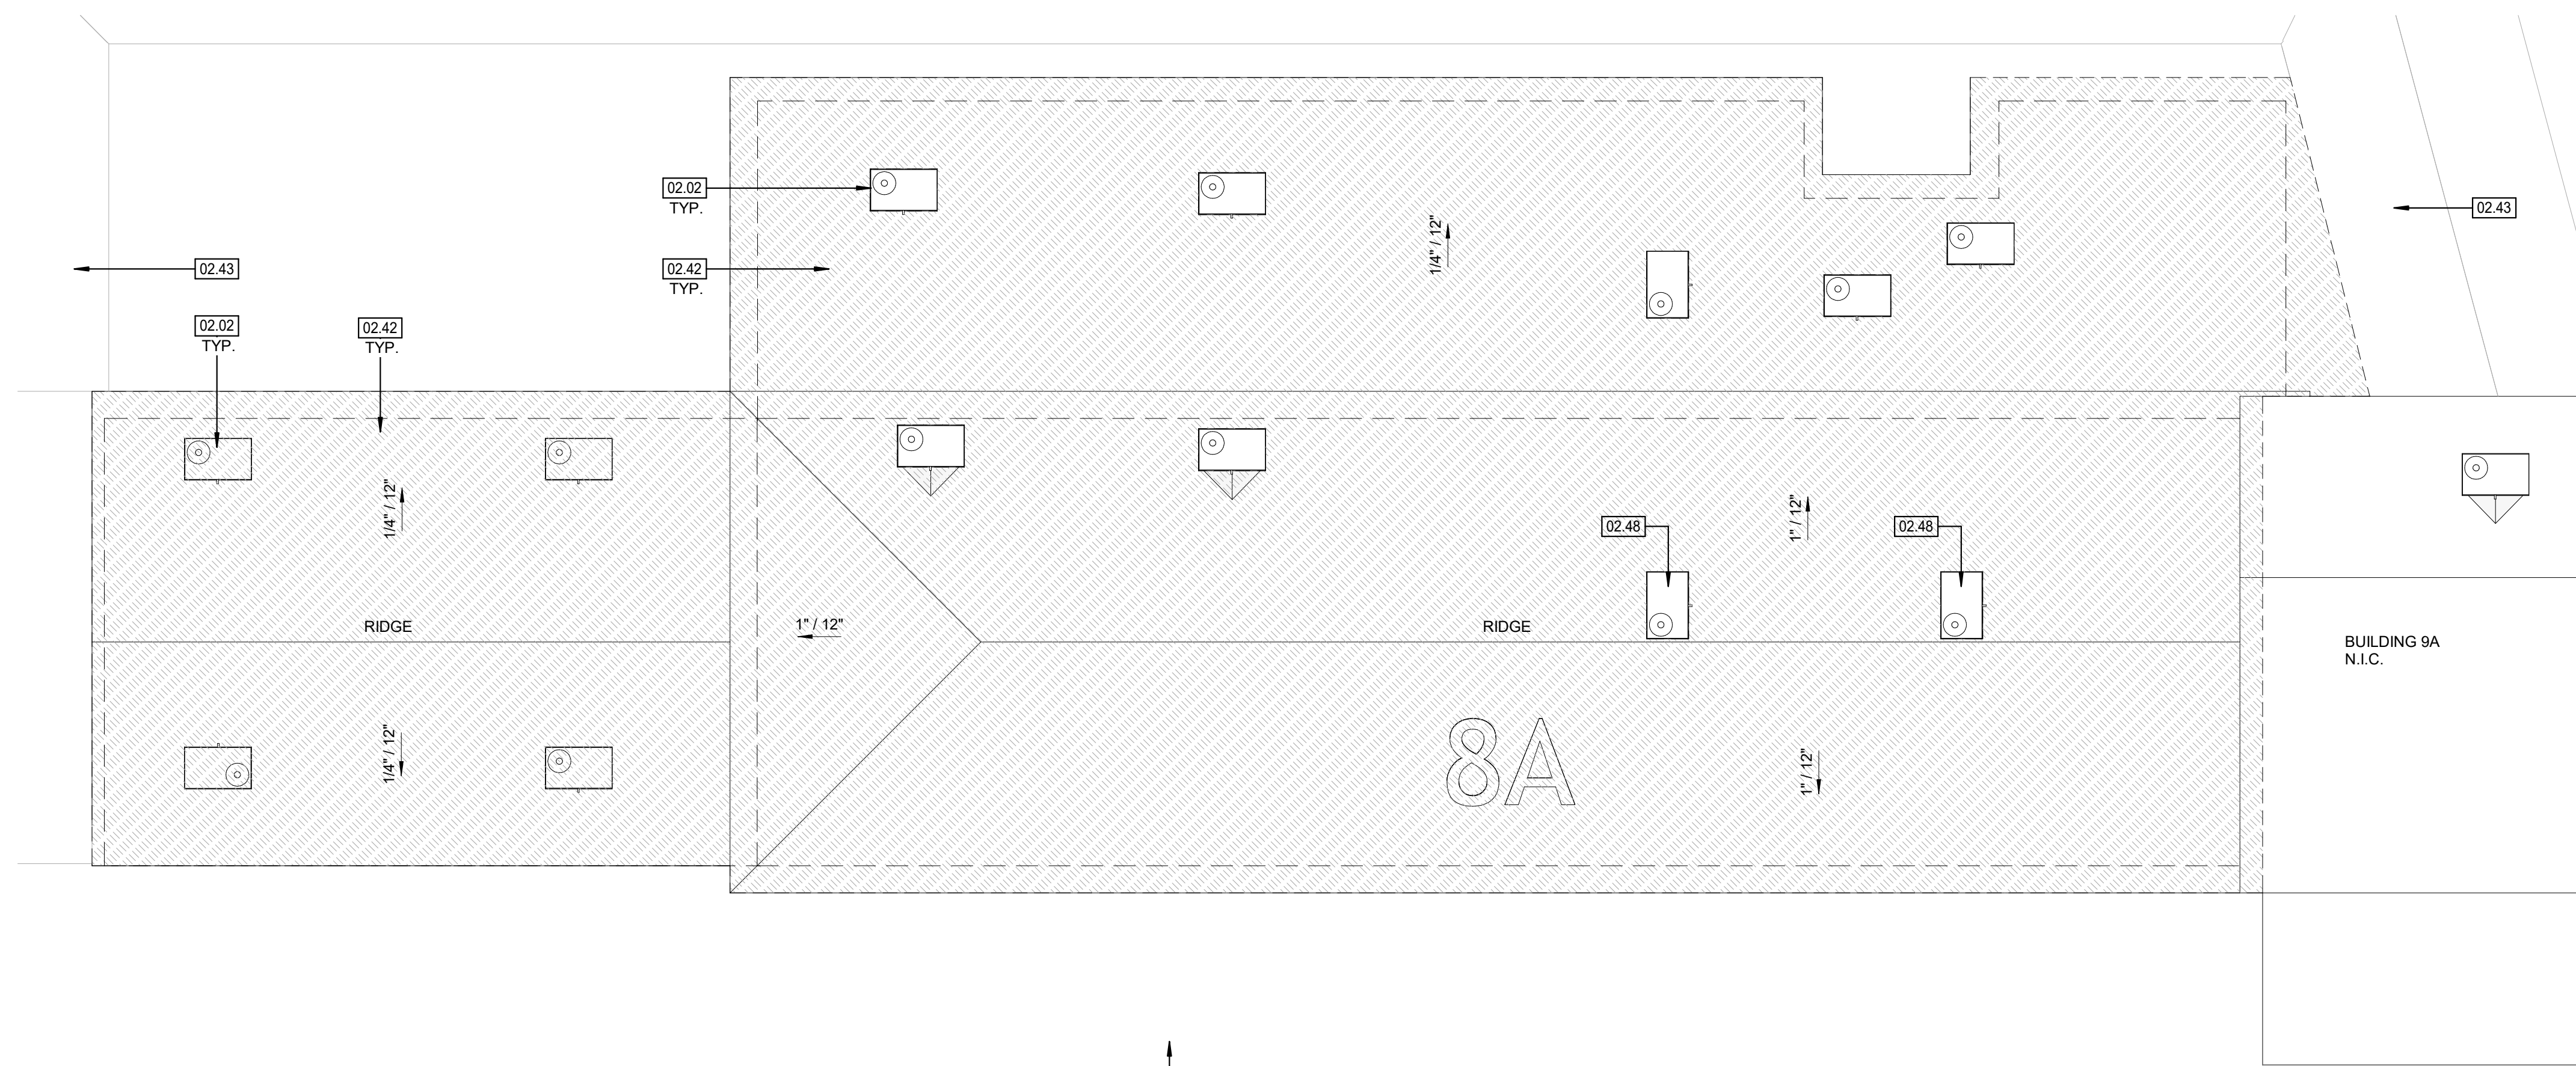 02.02
TYP.
02.43
02.43
02.42
TYP.
1/4" / 12"
02.02
TYP.
02.42
TYP.
1/4" / 12"
02.48
02.48
1" / 12"
RIDGE
1" / 12"
RIDGE
BUILDING 9A
N.I.C.
1/4" / 12"
8A
1" / 12"